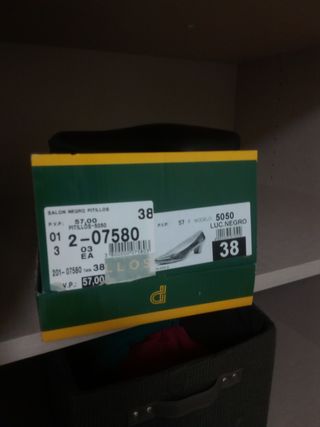 SALON NEGRO PITILLOS 38
P.V.P.: 57,00
PITILLOS-5050
01 2-07580
3 03
EA
201-07580 Talla 38
P.V.P.: 57,00
LLOS
P.V.P. 57 MODELO 5050
LUC.NEGRO
38